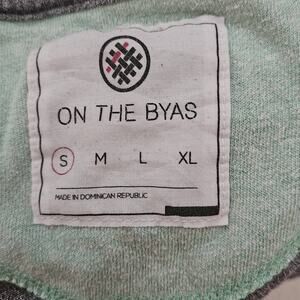 ON THE BYAS
S M L XL
MADE IN DOMINICAN REPUBLIC